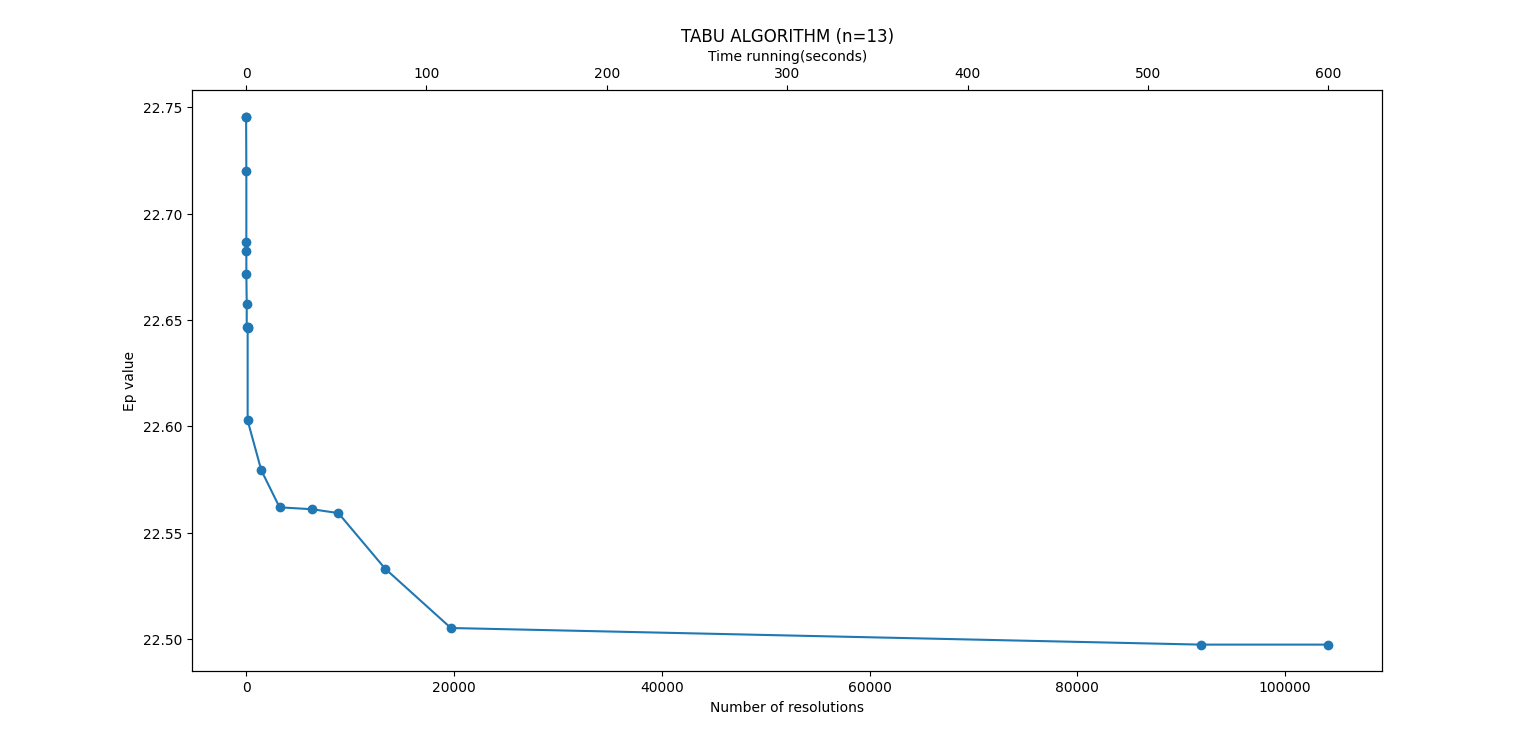 TABU ALGORITHM (n=13)
Time running(seconds)
0 100 200 300 400 500 600
22.75
22.70
22.65
22.60
22.55
22.50
Ep value
0 20000 40000 60000 80000 100000
Number of resolutions